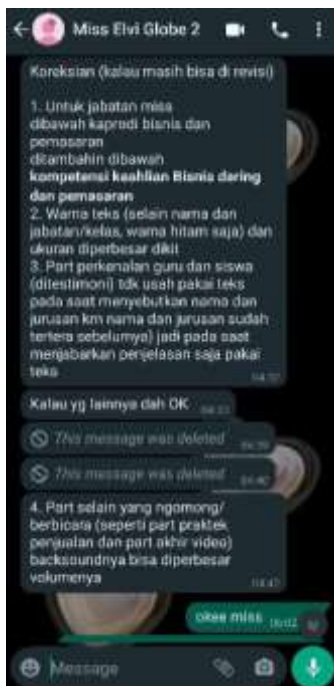 Miss Elvi Globe 2
Koreksian (kalau masih bisa di revisi)
1. Untuk jabatan miss
dibawah kaprodi bisnis dan
pemasaran
ditambahin dibawah
kompetensi keahlian Bisnis daring
dan pemasaran
2. Warna teks (selain nama dan
jabatan/kelas, warna hitam saja) dan
ukuran diperbesar dikit
3. Part perkenalan guru dan siswa
(ditestimoni) tdk usah pakai teks
pada saat menyebutkan nama dan
jurusan krn nama dan jurusan sudah
tertera sebelumya) jadi pada saat
menjabarkan penjelasan saja pakai
teks
Kalau yg lainnya dah OK
This message was deleted
This message was deleted
4. Part selain yang ngomong/
berbicara (seperti part praktek
penjualan dan part akhir video)
backsoundnya bisa diperbesar
volumenya
okee miss
Message